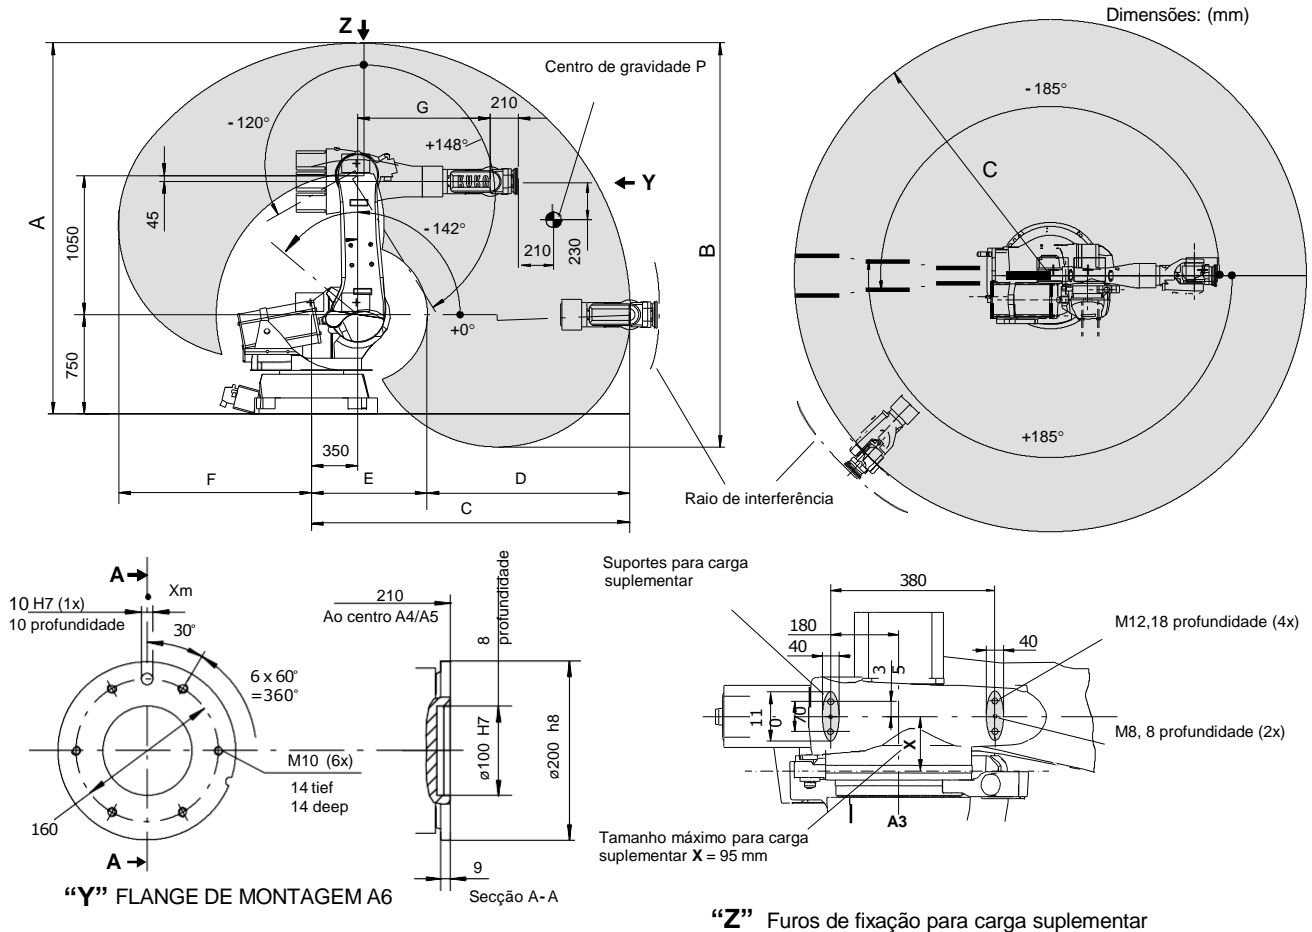 Dimensões: (mm)
Z
Centro de gravidade P
G
210
-120°
+148°
- 185°
C
Y
A
1050
45
KUKA
-142°
210
230
B
750
+0°
350
F
E
D
C
Raio de interferência
+185°
A
Xm
10 H7 (1x)
10 profundidade
30°
6 x 60°
=360°
M10 (6x)
14 tief
14 deep
160
A
"Y" FLANGE DE MONTAGEM A6
210
Ao centro A4/A5
8
profundidade
ø100 H7
ø200 h8
9
Secção A-A
Suportes para carga
suplementar
380
180
40
3
5
40
M12,18 profundidade (4x)
11
0
70
X
M8, 8 profundidade (2x)
A3
Tamanho máximo para carga
suplementar X = 95 mm
"Z" Furos de fixação para carga suplementar